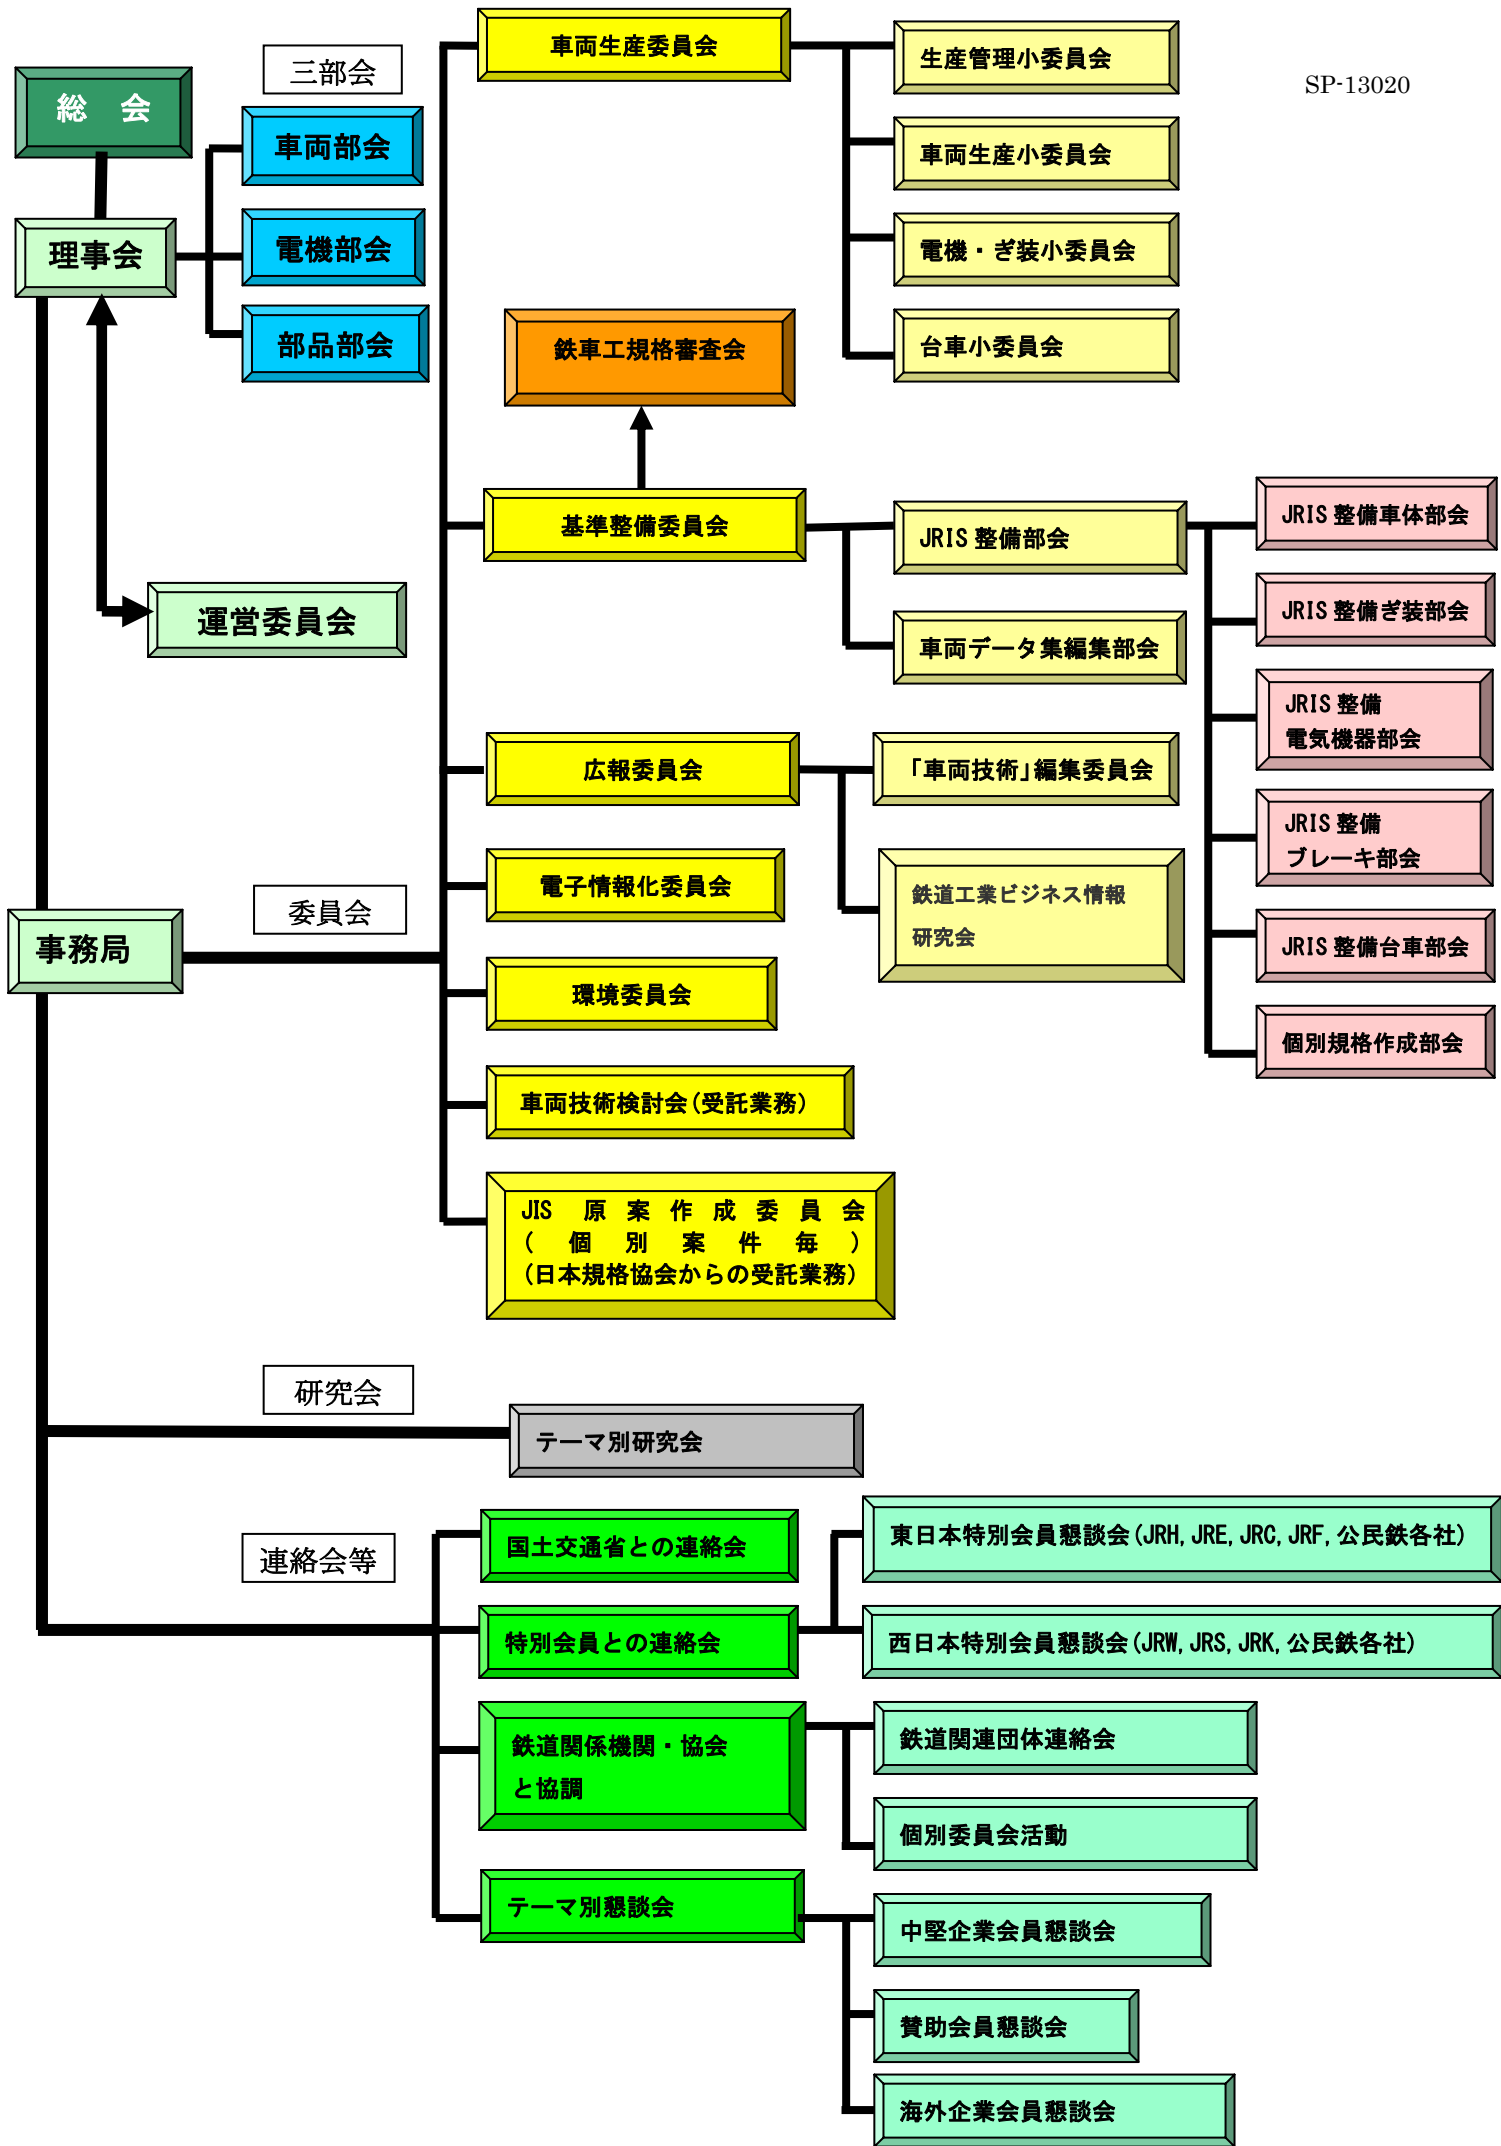 SP-13020
総　会
理事会
三部会
車両部会
電機部会
部品部会
運営委員会
事務局
委員会
車両生産委員会
生産管理小委員会
車両生産小委員会
電機・ぎ装小委員会
台車小委員会
鉄車工規格審査会
基準整備委員会
JRIS 整備部会
車両データ集編集部会
JRIS 整備車体部会
JRIS 整備ぎ装部会
JRIS 整備
電気機器部会
JRIS 整備
ブレーキ部会
JRIS 整備台車部会
個別規格作成部会
広報委員会
「車両技術」編集委員会
鉄道工業ビジネス情報
研究会
電子情報化委員会
環境委員会
車両技術検討会(受託業務)
JIS　原 案 作 成 委 員 会
(　個　別　案　件　毎　)
(日本規格協会からの受託業務)
研究会
テーマ別研究会
連絡会等
国土交通省との連絡会
特別会員との連絡会
東日本特別会員懇談会(JRH, JRE, JRC, JRF, 公民鉄各社)
西日本特別会員懇談会(JRW, JRS, JRK, 公民鉄各社)
鉄道関係機関・協会
と協調
鉄道関連団体連絡会
個別委員会活動
テーマ別懇談会
中堅企業会員懇談会
賛助会員懇談会
海外企業会員懇談会